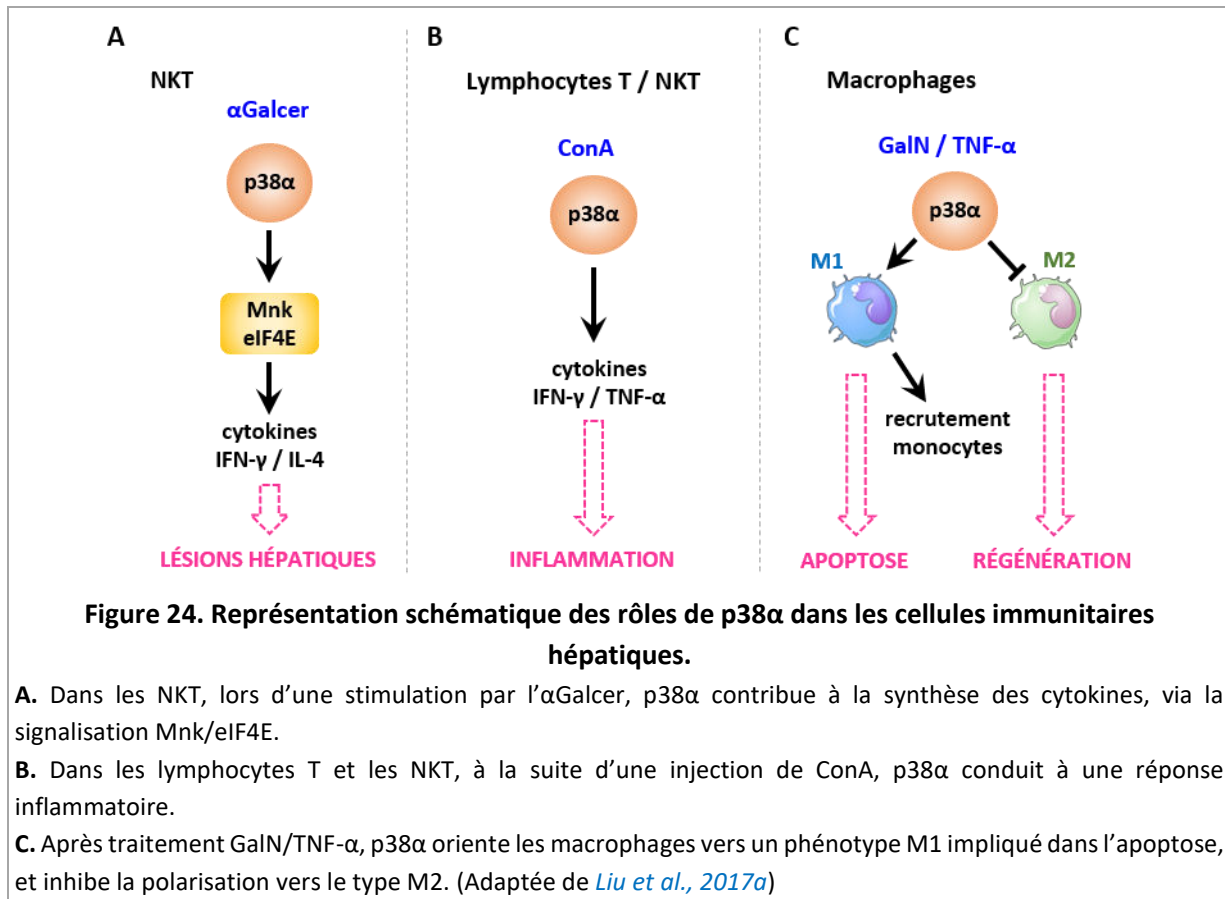 A
NKT
αGalcer
p38α
Mnk
eIF4E
cytokines
IFN-γ / IL-4
LÉSIONS HÉPATIQUES
B
Lymphocytes T / NKT
ConA
p38α
cytokines
IFN-γ / TNF-α
INFLAMMATION
C
Macrophages
GalN / TNF-α
p38α
M1
M2
recrutement
monocytes
APOPTOSE
RÉGÉNÉRATION
Figure 24. Représentation schématique des rôles de p38α dans les cellules immunitaires
hépatiques.
A. Dans les NKT, lors d’une stimulation par l’αGalcer, p38α contribue à la synthèse des cytokines, via la
signalisation Mnk/eIF4E.
B. Dans les lymphocytes T et les NKT, à la suite d’une injection de ConA, p38α conduit à une réponse
inflammatoire.
C. Après traitement GalN/TNF-α, p38α oriente les macrophages vers un phénotype M1 impliqué dans l’apoptose,
et inhibe la polarisation vers le type M2. (Adaptée de Liu et al., 2017a)